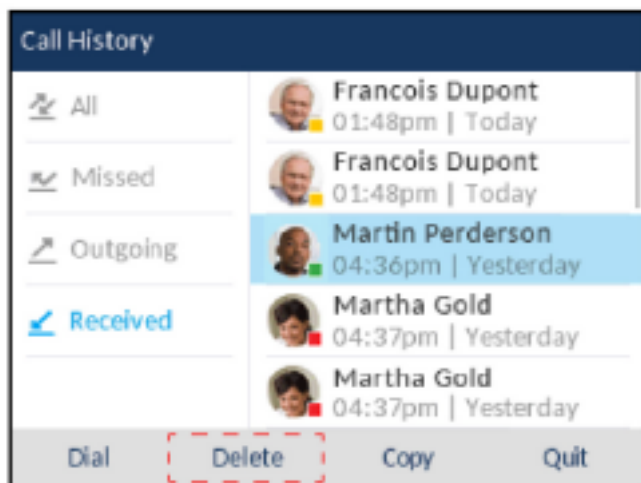 Call History
All
Missed
Outgoing
Received
Francois Dupont
01:48pm | Today
Francois Dupont
01:48pm | Today
Martin Perderson
04:36pm | Yesterday
Martha Gold
04:37pm | Yesterday
Martha Gold
04:37pm | Yesterday
Dial Delete Copy Quit